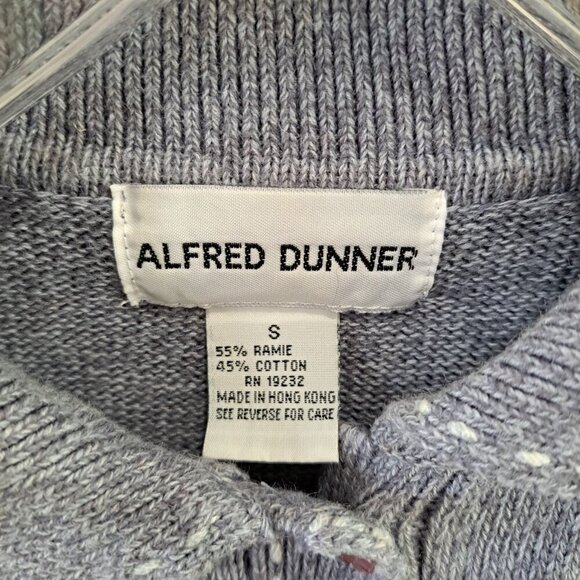 ALFRED DUNNER
S
55% RAMIE
45% COTTON
RN 19232
MADE IN HONG KONG
SEE REVERSE FOR CARE